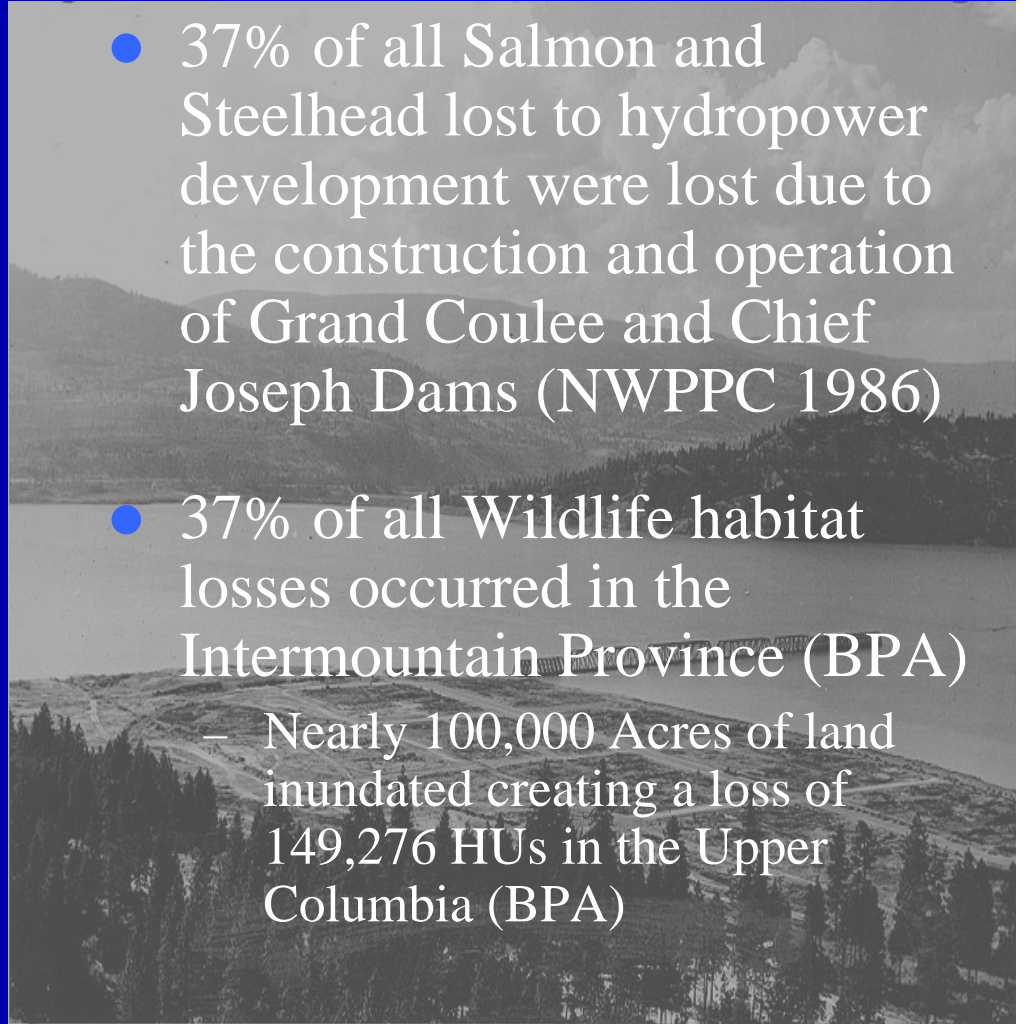 ● 37% of all Salmon and
Steelhead lost to hydropower
development were lost due to
the construction and operation
of Grand Coulee and Chief
Joseph Dams (NWPPC 1986)
● 37% of all Wildlife habitat
losses occurred in the
Intermountain Province (BPA)
– Nearly 100,000 Acres of land
inundated creating a loss of
149,276 HUs in the Upper
Columbia (BPA)